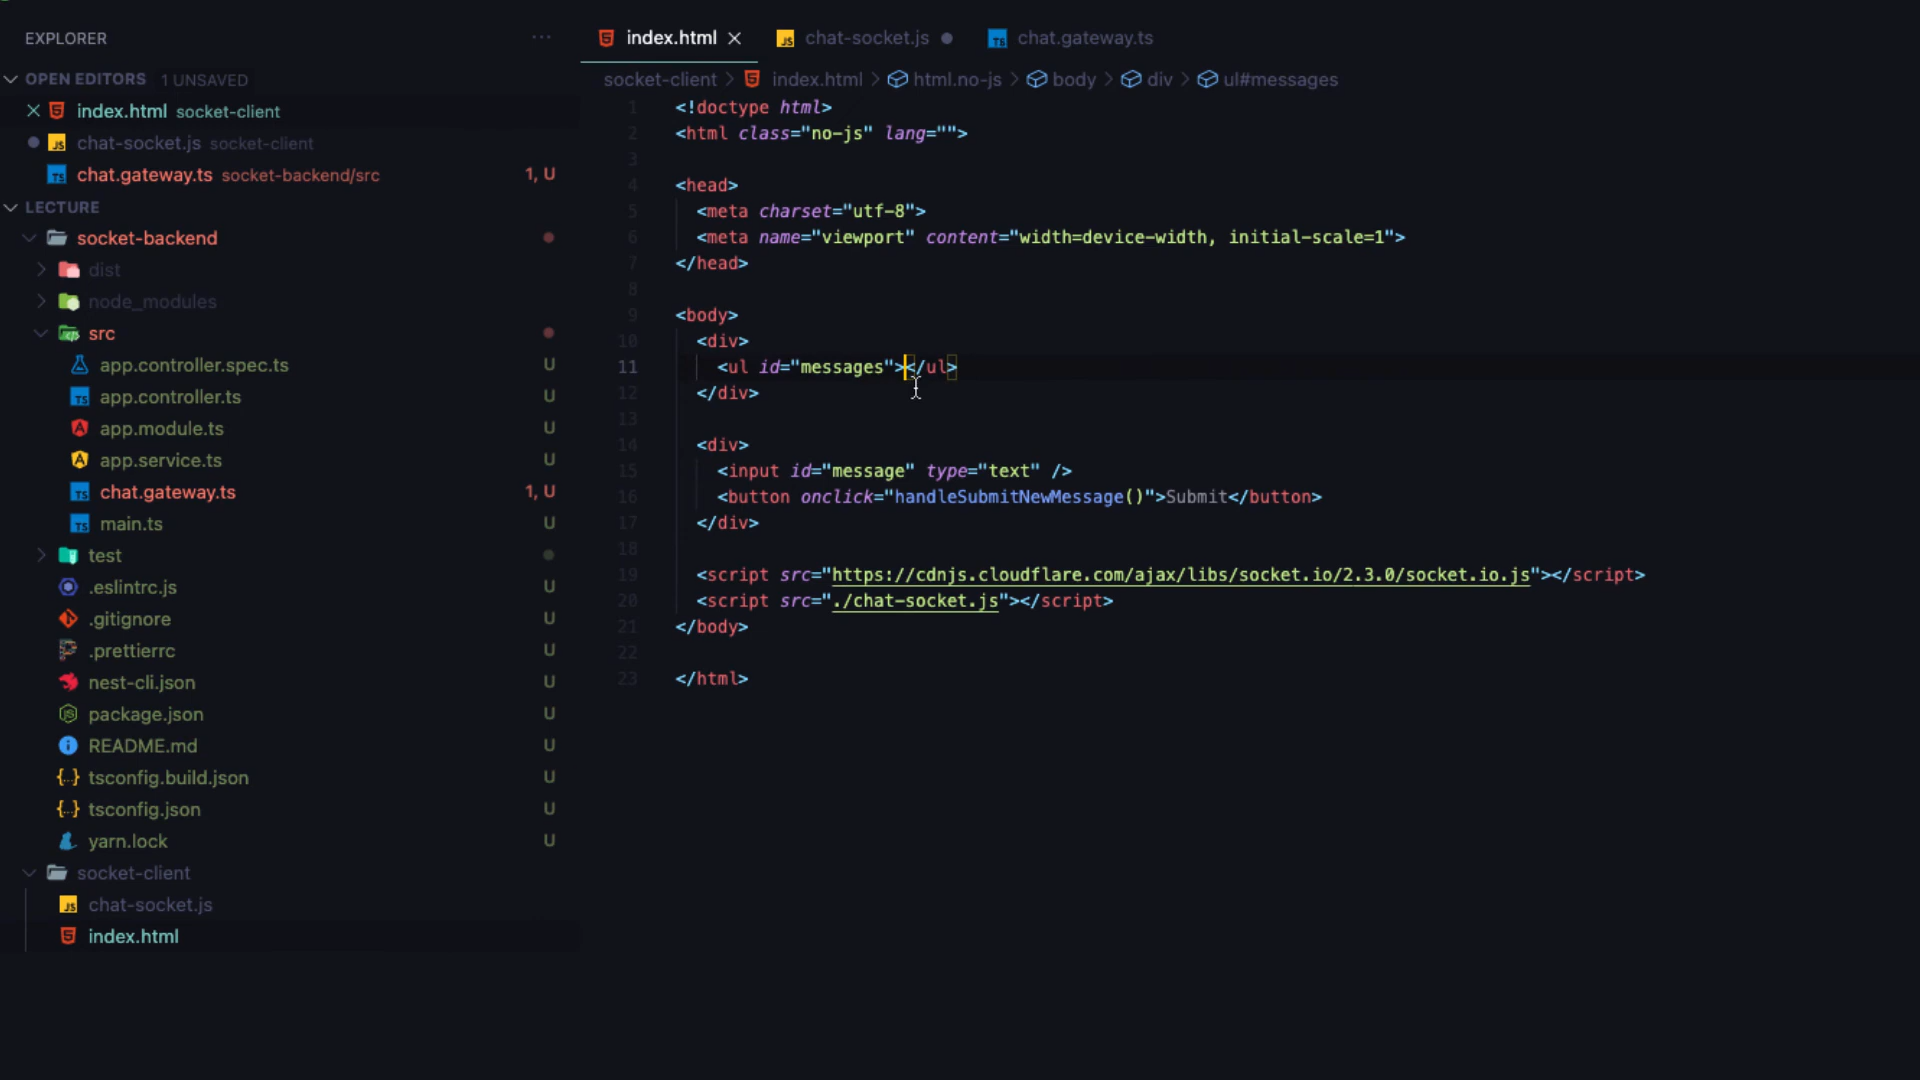 EXPLORER ···
OPEN EDITORS 1 UNSAVED
index.html socket-client
chat-socket.js socket-client
chat.gateway.ts socket-backend/src 1, U
LECTURE
socket-backend
dist
node_modules
src
app.controller.spec.ts U
app.controller.ts U
app.module.ts U
app.service.ts U
chat.gateway.ts 1, U
main.ts U
test
.eslintrc.js U
.gitignore U
.prettierrc U
nest-cli.json U
package.json U
README.md U
tsconfig.build.json U
tsconfig.json U
yarn.lock U
socket-client
chat-socket.js
index.html
index.html chat-socket.js chat.gateway.ts
socket-client > index.html > html.no-js > body > div > ul#messages
1 <!doctype html>
2 <html class="no-js" lang="">
3
4 <head>
5 <meta charset="utf-8">
6 <meta name="viewport" content="width=device-width, initial-scale=1">
7 </head>
8
9 <body>
10 <div>
11 <ul id="messages"></ul>
12 </div>
13
14 <div>
15 <input id="message" type="text" />
16 <button onclick="handleSubmitNewMessage()">Submit</button>
17 </div>
18
19 <script src="https://cdnjs.cloudflare.com/ajax/libs/socket.io/2.3.0/socket.io.js"></script>
20 <script src="./chat-socket.js"></script>
21 </body>
22
23 </html>